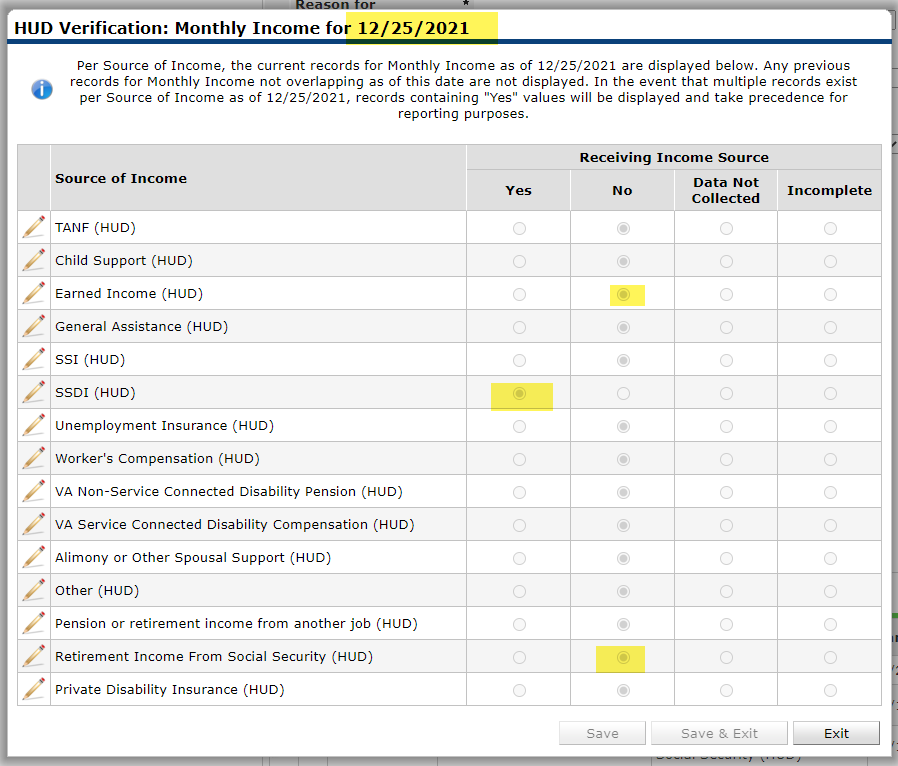 Reason for
HUD Verification: Monthly Income for 12/25/2021
Per Source of Income, the current records for Monthly Income as of 12/25/2021 are displayed below. Any previous
records for Monthly Income not overlapping as of this date are not displayed. In the event that multiple records exist
per Source of Income as of 12/25/2021, records containing "Yes" values will be displayed and take precedence for
reporting purposes.
Source of Income
Receiving Income Source
Yes
No
Data Not
Collected
Incomplete
TANF (HUD)
Child Support (HUD)
Earned Income (HUD)
General Assistance (HUD)
SSI (HUD)
SSDI (HUD)
Unemployment Insurance (HUD)
Worker's Compensation (HUD)
VA Non-Service Connected Disability Pension (HUD)
VA Service Connected Disability Compensation (HUD)
Alimony or Other Spousal Support (HUD)
Other (HUD)
Pension or retirement income from another job (HUD)
Retirement Income From Social Security (HUD)
Private Disability Insurance (HUD)
Save
Save & Exit
Exit
Social Security (HUD)